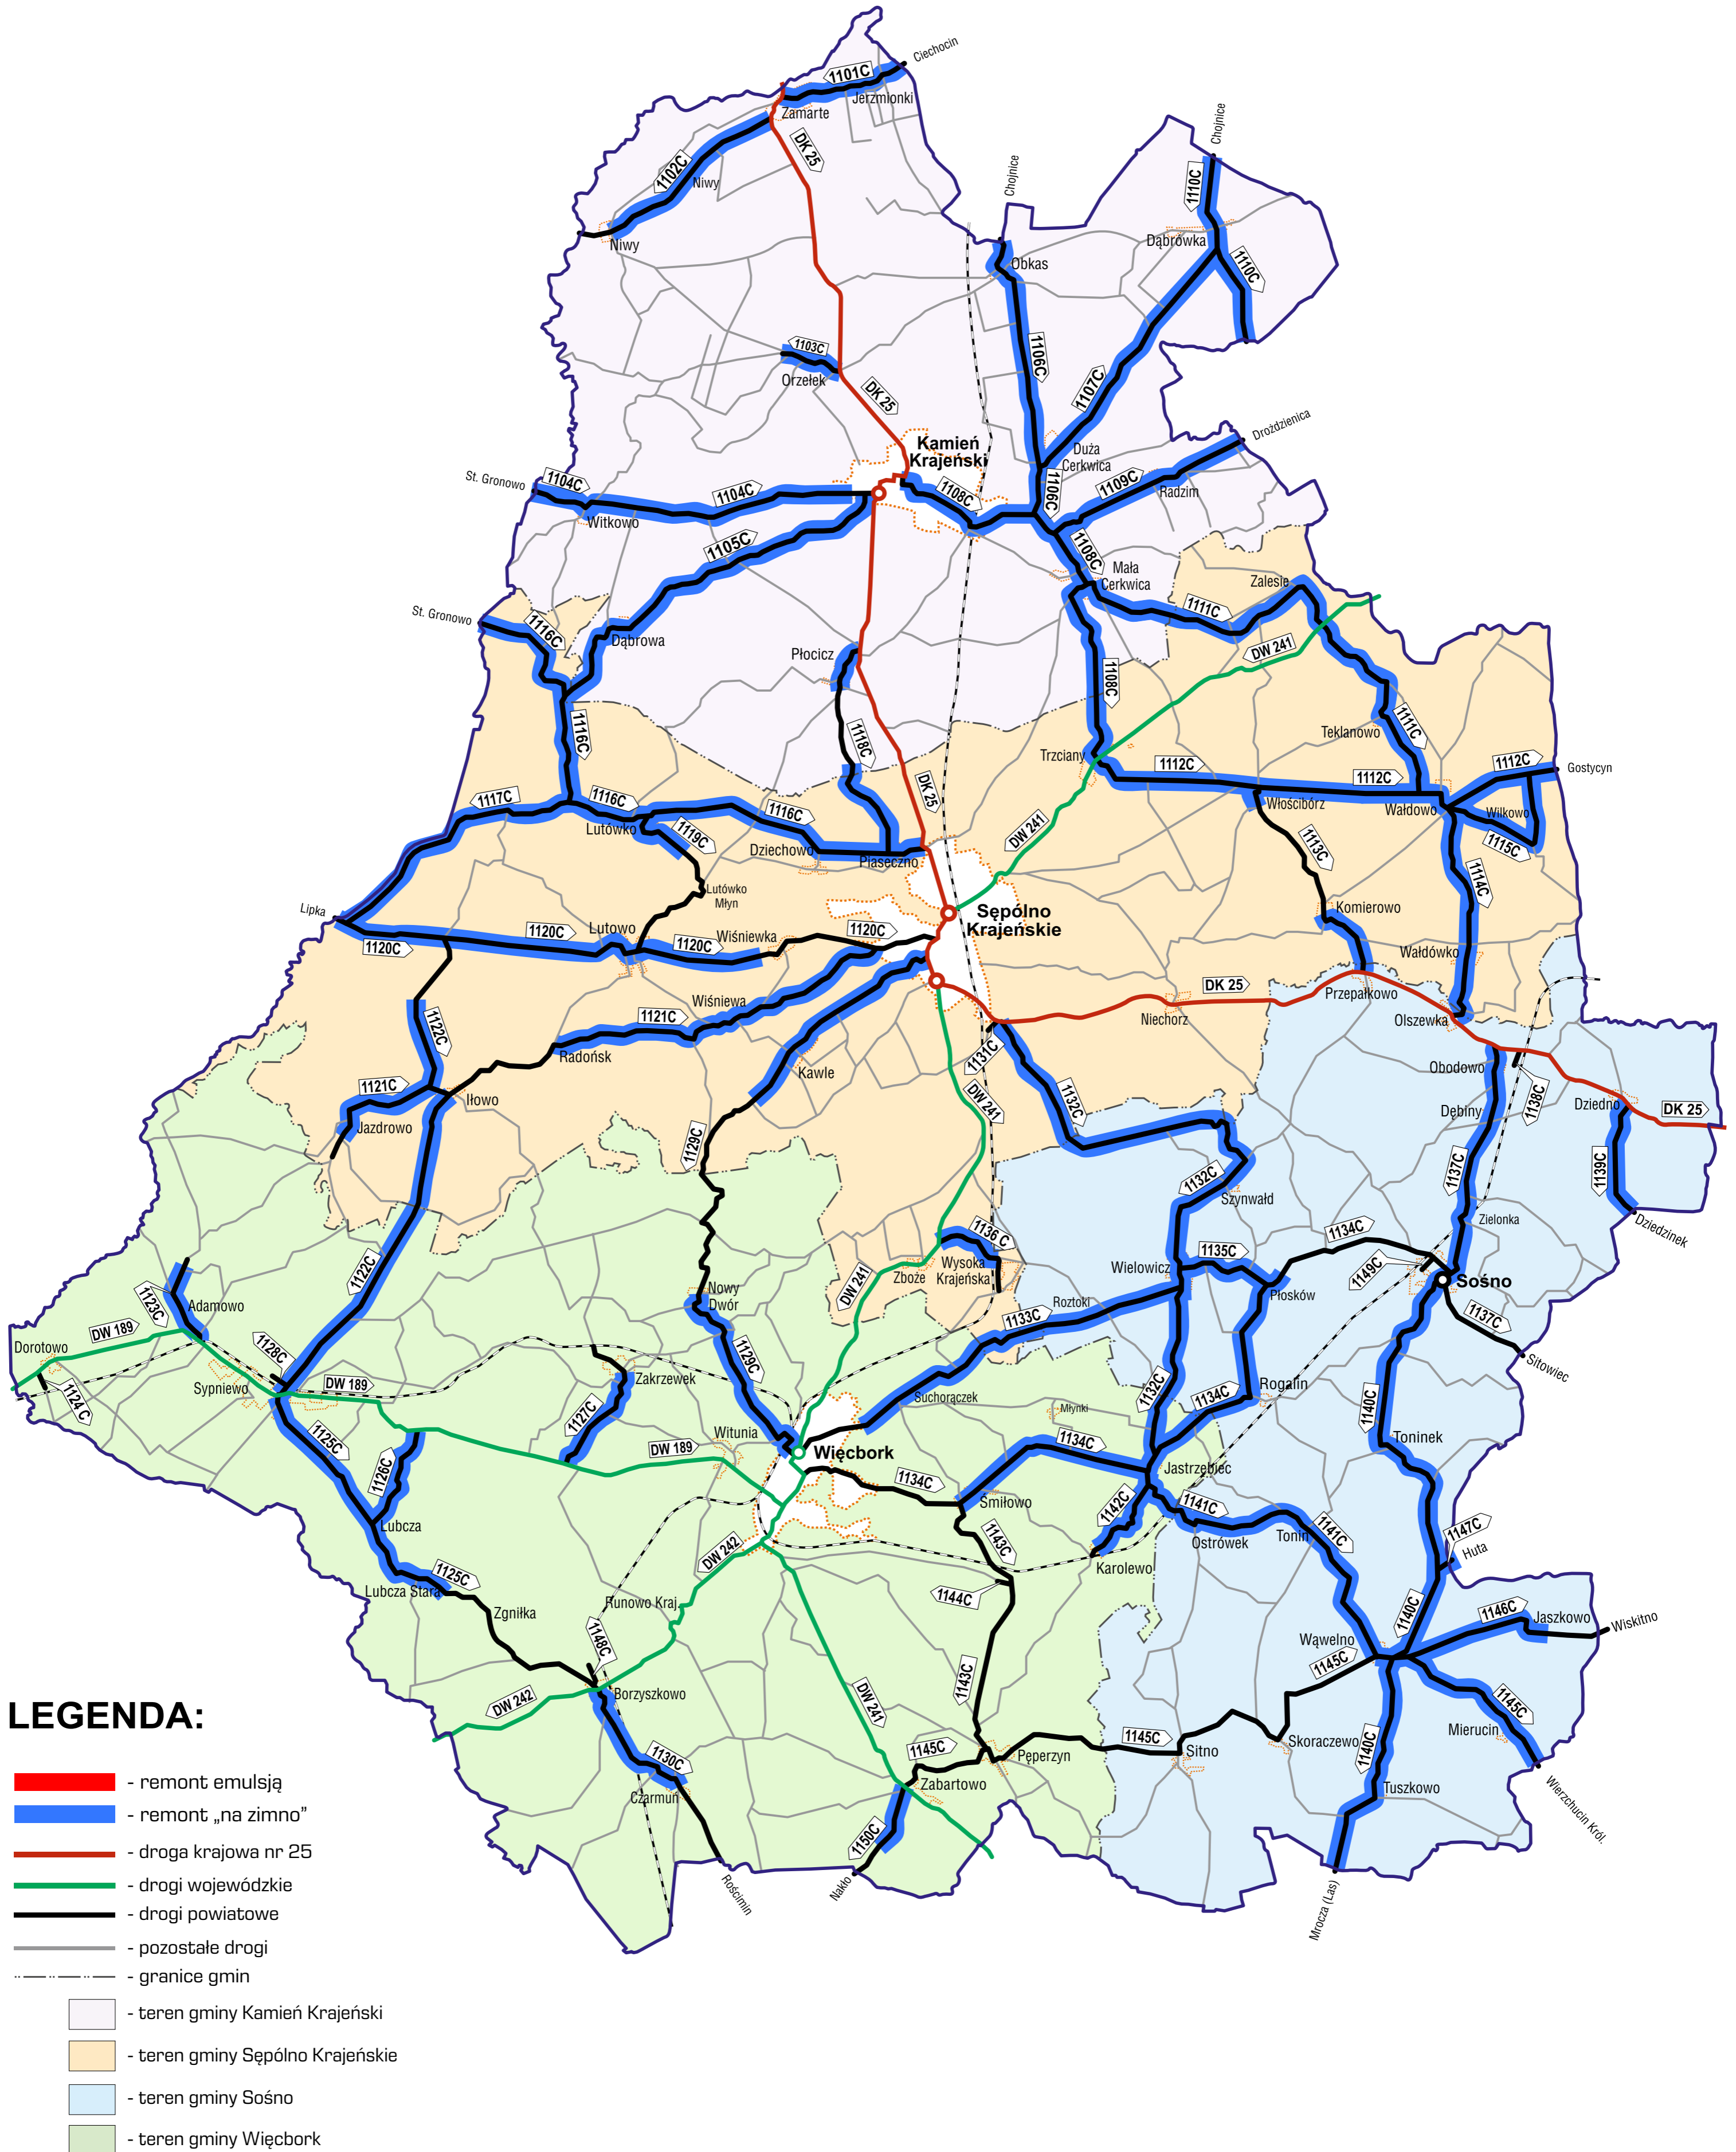 Ciechocin
1101C
Jerzmionki
Zamarte
DK 25
1102C
Niwy
Niwy
Chojnice
Chojnice
1110C
Dąbrówka
1110C
Obkas
1103C
Orzełek
1106C
1107C
DK 25
Kamień
Krajeński
Duża
Cerkwica
Drożdzienica
St. Gronowo
1104C
1104C
1108C
1106C
1109C
Radzim
Witkowo
1105C
1108C
Mała
Cerkwica
Zalesie
St. Gronowo
1116C
1111C
Dąbrowa
Płocicz
DW 241
1108C
1116C
1118C
Teklanowo
1111C
Trzciany
1112C
1112C
1112C
Gostycyn
DK 25
1117C
1116C
1116C
Włościbórz
Wałdowo
Wilkowo
Lutówko
1119C
Dziechowo
Piaseczno
DW 241
1113C
1115C
1114C
Lutówko
Młyn
Lipka
Sępólno
Krajeńskie
Komierowo
1120C
1120C
Lutowo
1120C
Wiśniewka
1120C
Wałdówko
Przepałkowo
DK 25
Wiśniewa
1121C
1122C
Niechorz
Olszewka
Radońsk
Kawle
1131C
Obodowo
1138C
1121C
Iłowo
DW 241
1132C
Dębiny
Dziedno
DK 25
Jazdrowo
1129C
1137C
1139C
1132C
Szynwałd
Zielonka
Dziedzinek
1136 C
1134C
1122C
Zboże
Wysoka
Krajeńska
Wielowicz
1135C
1149C
Sośno
1123C
Adamowo
Nowy
Dwór
DW 241
Roztoki
Płosków
1133C
1137C
Dorotowo
DW 189
1128C
Sitowiec
Sypniewo
DW 189
1129C
Zakrzewek
1124 C
1127C
Suchorączek
1132C
1134C
Rogalin
1140C
Młynki
1125C
Witunia
DW 189
Więcbork
1134C
Toninek
1126C
1134C
Jastrzębiec
Śmiłowo
1142C
1141C
Lubcza
1143C
Ostrówek
Tonin
1141C
1147C
Huta
DW 242
Karolewo
1125C
Lubcza Stara
Zgniłka
Runowo Kraj.
1144C
1140C
1146C
Jaszkowo
Wiskitno
1148C
Wąwelno
1145C
1143C
Borzyszkowo
DW 242
DW 241
1145C
Mierucin
1130C
Czarmuń
1145C
Pęperzyn
1145C
Sitno
Skoraczewo
1140C
Zabartowo
Tuszkowo
Wierzchucin Król.
1150C
Nakło
Rościmin
Mrocza (Las)
LEGENDA:
- remont emulsją
- remont „na zimno”
- droga krajowa nr 25
- drogi wojewódzkie
- drogi powiatowe
- pozostałe drogi
- granice gmin
- teren gminy Kamień Krajeński
- teren gminy Sępólno Krajeńskie
- teren gminy Sośno
- teren gminy Więcbork